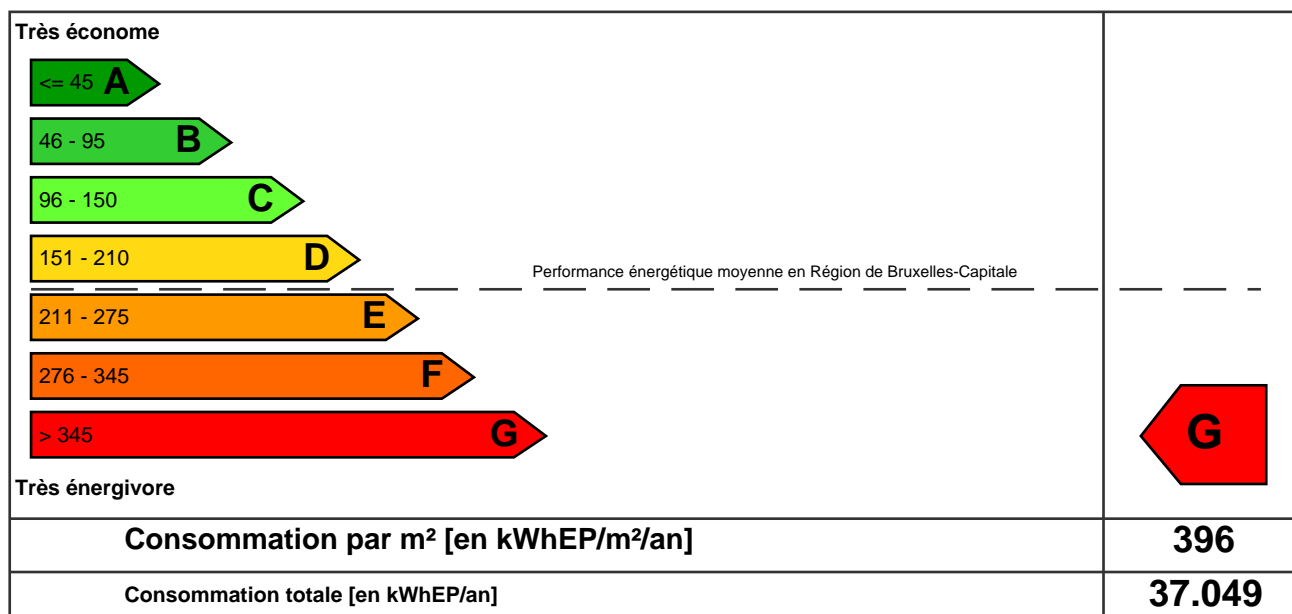 Très économe
<= 45 A
46 - 95 B
96 - 150 C
151 - 210 D
Performance énergétique moyenne en Région de Bruxelles-Capitale
211 - 275 E
276 - 345 F
> 345 G
G
Très énergivore
Consommation par m² [en kWhEP/m²/an] 396
Consommation totale [en kWhEP/an] 37.049